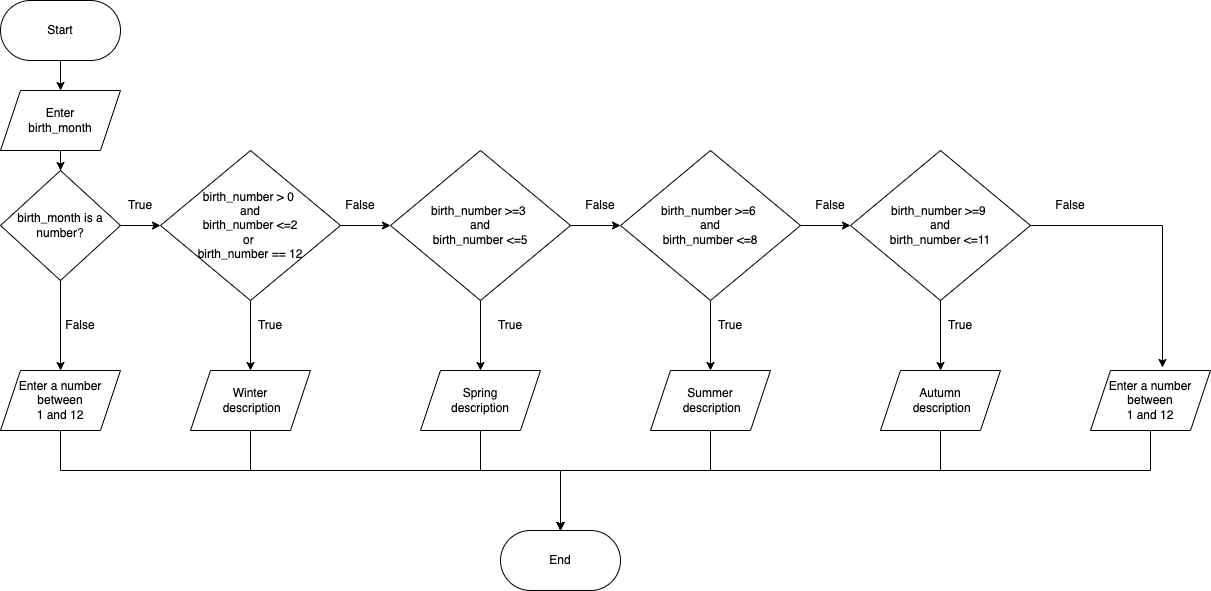 Start
Enter
birth_month
birth_month is a
number?
True
False
birth_number > 0
and
birth_number <=2
or
birth_number == 12
False
True
birth_number >=3
and
birth_number <=5
False
True
birth_number >=6
and
birth_number <=8
False
True
birth_number >=9
and
birth_number <=11
False
True
Enter a number
between
1 and 12
Winter
description
Spring
description
Summer
description
Autumn
description
Enter a number
between
1 and 12
End